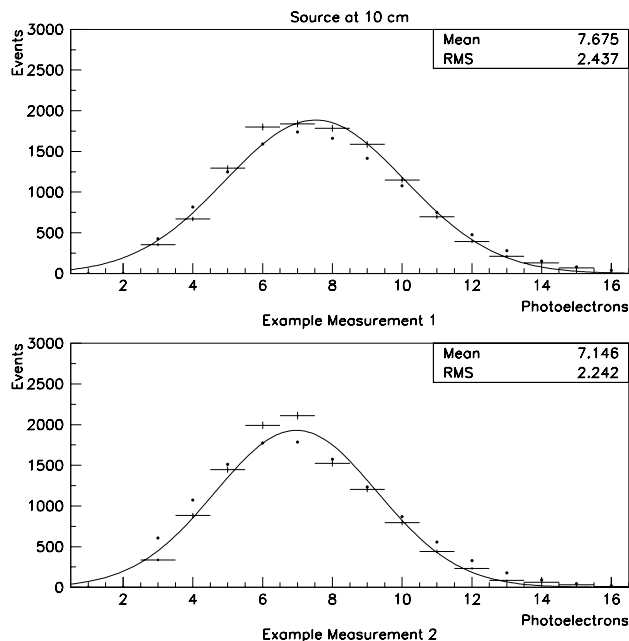 Source at 10 cm
Events
3000
2500
2000
1500
1000
500
0
Mean 7.675
RMS 2.437
2 4 6 8 10 12 14 16
Photoelectrons
Example Measurement 1
Events
3000
2500
2000
1500
1000
500
0
Mean 7.146
RMS 2.242
2 4 6 8 10 12 14 16
Photoelectrons
Example Measurement 2